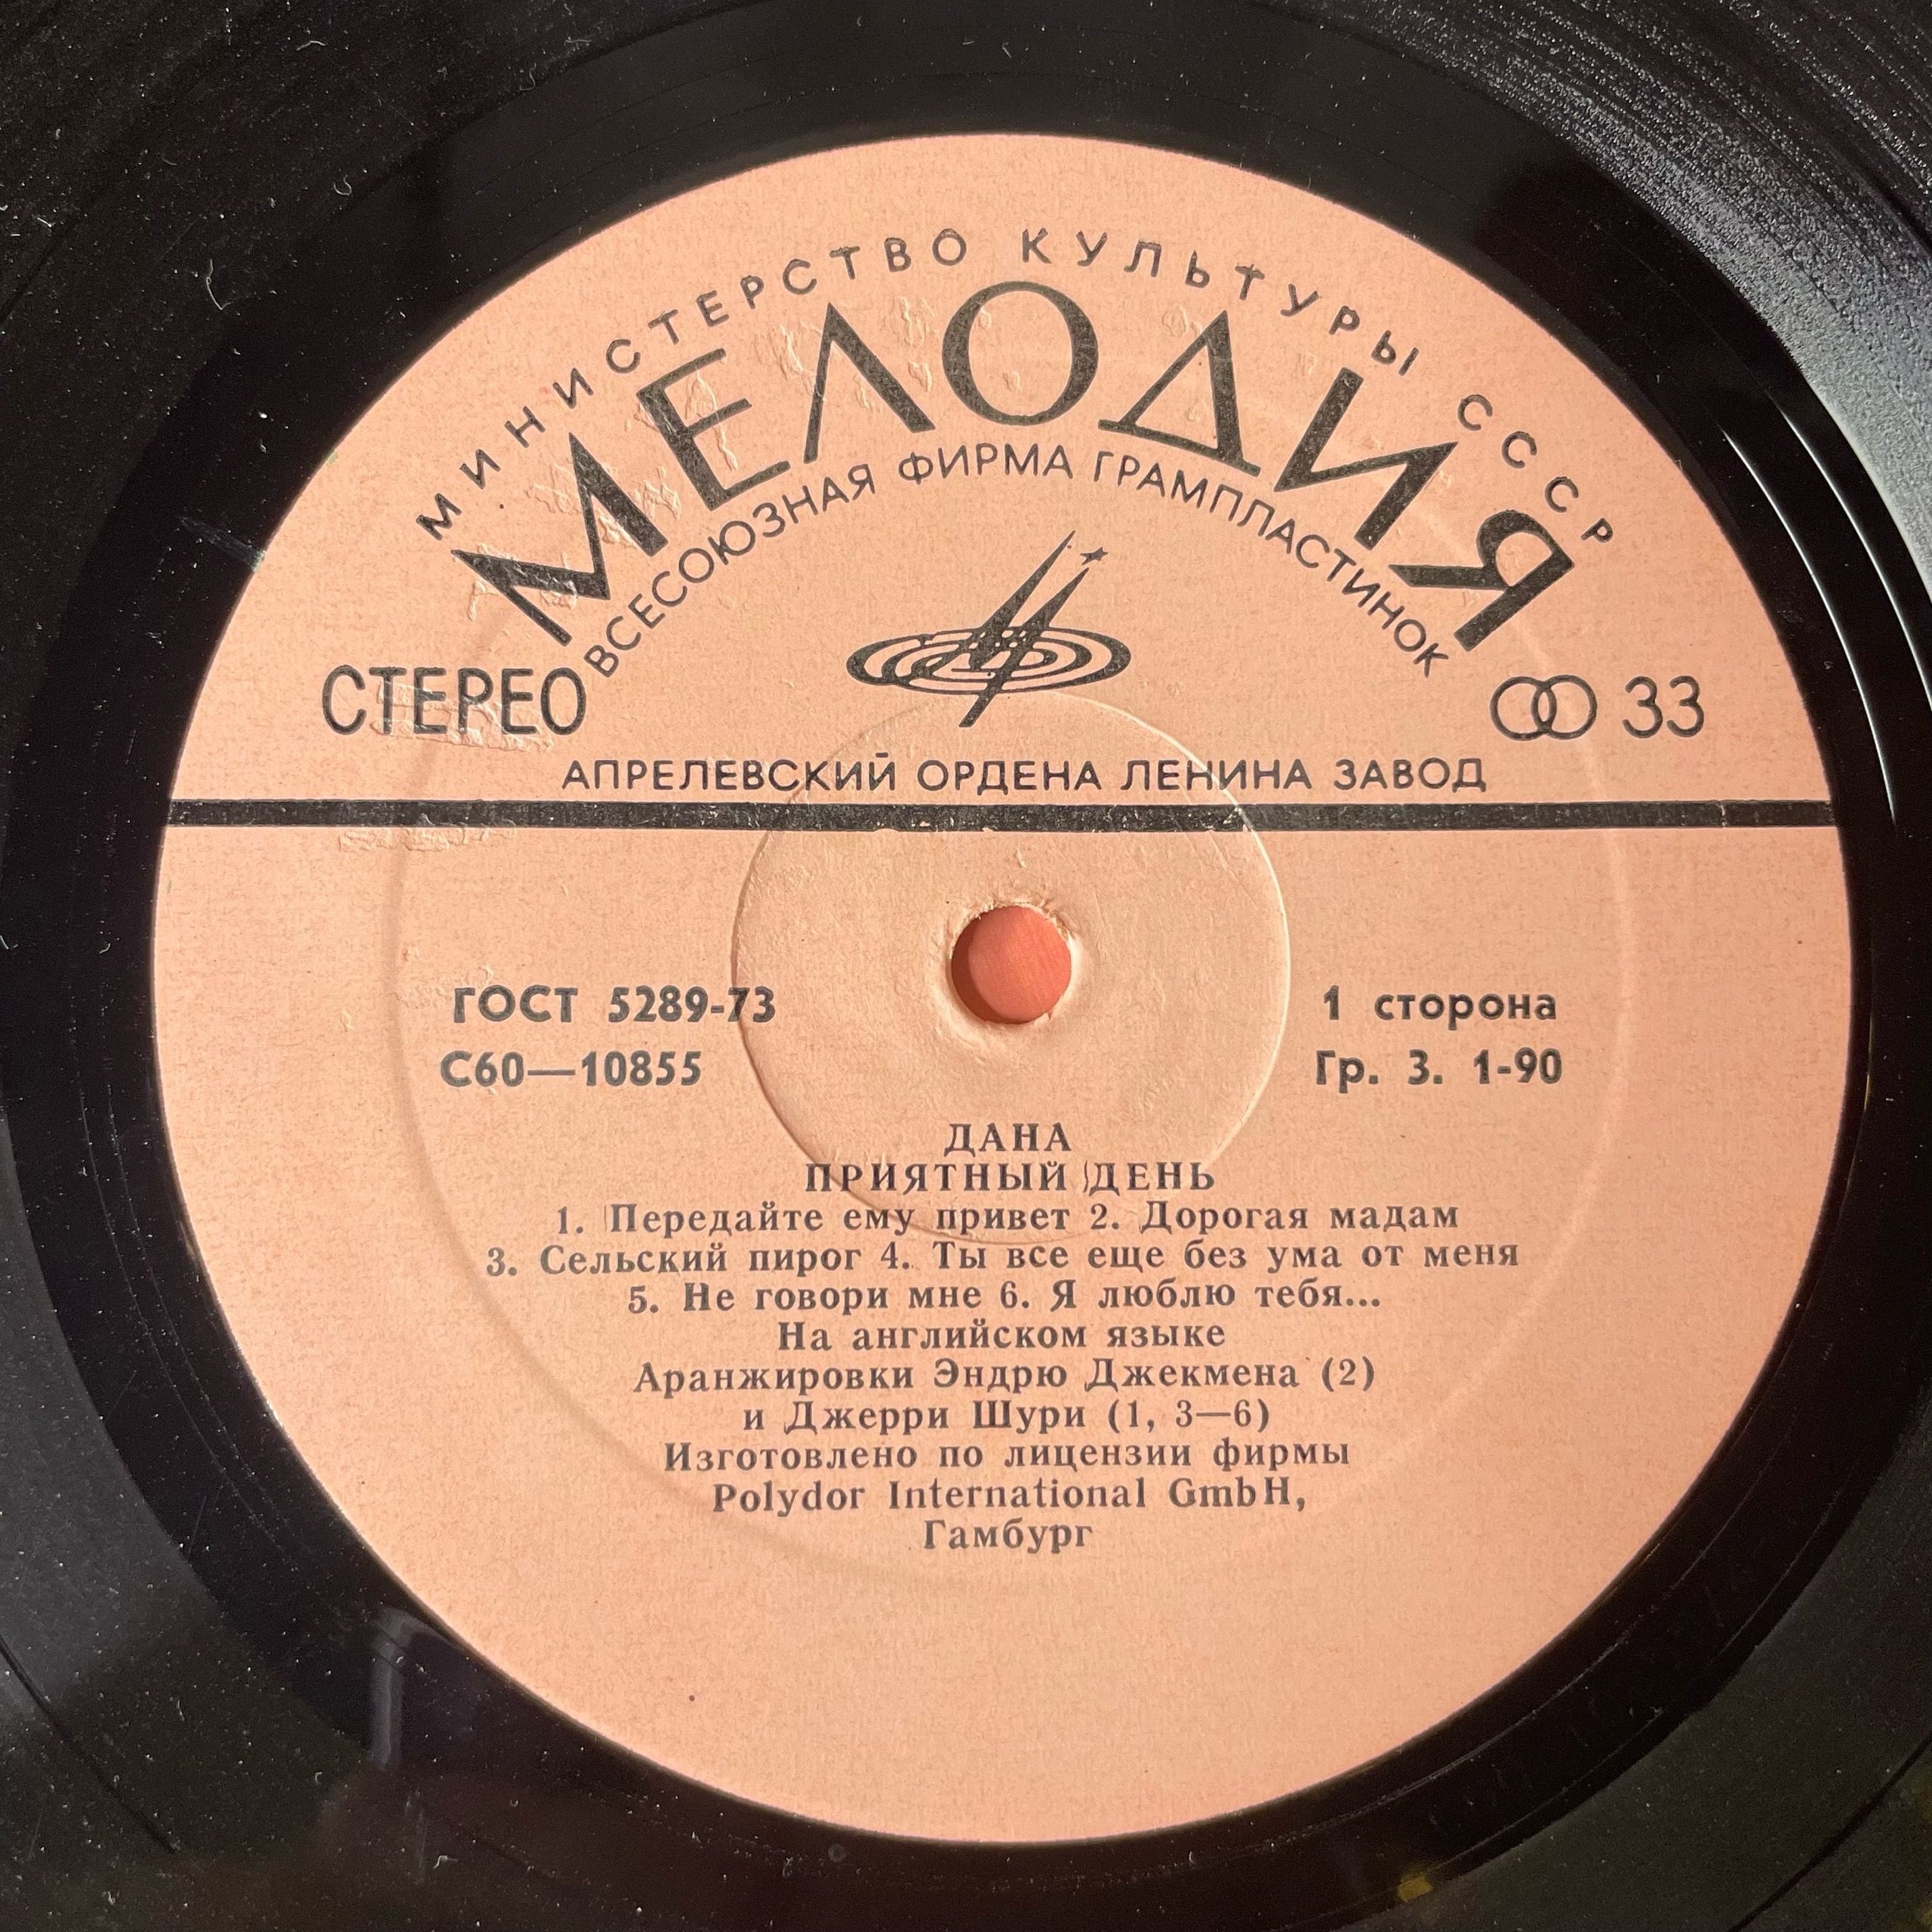 МИНИСТЕРСТВО КУЛЬТУРЫ СССР
МЕЛОДИЯ
ВСЕСОЮЗНАЯ ФИРМА ГРАМПЛАСТИНОК
СТЕРЕО
33
АПРЕЛЕВСКИЙ ОРДЕНА ЛЕНИНА ЗАВОД
ГОСТ 5289-73
1 сторона
С60—10855
Гр. 3. 1-90
ДАНА
ПРИЯТНЫЙ ДЕНЬ
1. Передайте ему привет 2. Дорогая мадам
3. Сельский пирог 4. Ты все еще без ума от меня
5. Не говори мне 6. Я люблю тебя...
На английском языке
Аранжировки Эндрю Джекмена (2)
и Джерри Шури (1, 3—6)
Изготовлено по лицензии фирмы
Polydor International GmbH,
Гамбург